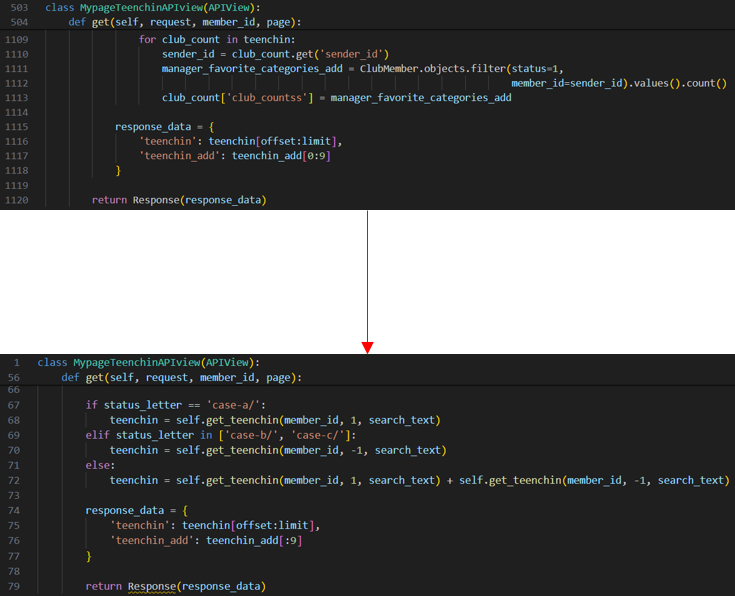 503 class MypageTeenchinAPIview(APIView):
504 def get(self, request, member_id, page):
1109 for club_count in teenchin:
1110 sender_id = club_count.get('sender_id')
1111 manager_favorite_categories_add = ClubMember.objects.filter(status=1,
1112 member_id=sender_id).values().count()
1113 club_count['club_countss'] = manager_favorite_categories_add
1114
1115 response_data = {
1116 'teenchin': teenchin[offset:limit],
1117 'teenchin_add': teenchin_add[0:9]
1118 }
1119
1120 return Response(response_data)
1 class MypageTeenchinAPIview(APIView):
56 def get(self, request, member_id, page):
66
67 if status_letter == 'case-a/':
68 teenchin = self.get_teenchin(member_id, 1, search_text)
69 elif status_letter in ['case-b/', 'case-c/']:
70 teenchin = self.get_teenchin(member_id, -1, search_text)
71 else:
72 teenchin = self.get_teenchin(member_id, 1, search_text) + self.get_teenchin(member_id, -1, search_text)
73
74 response_data = {
75 'teenchin': teenchin[offset:limit],
76 'teenchin_add': teenchin_add[:9]
77 }
78
79 return Response(response_data)